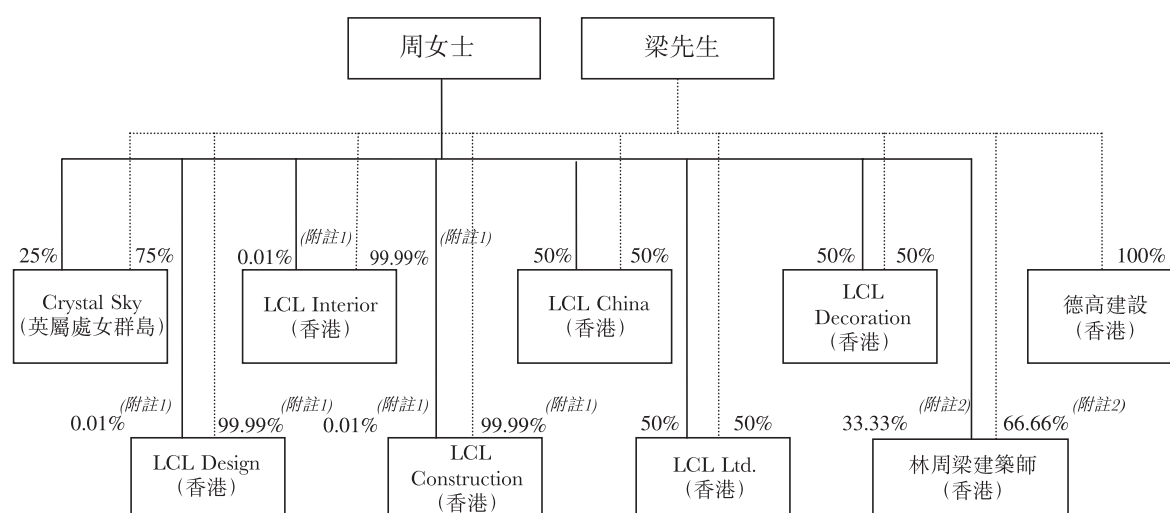 周女士
梁先生
(附註1)
(附註1)
25%
75%
0.01%
99.99%
50%
50%
50%
50%
100%
Crystal Sky
(英屬處女群島)
LCL Interior
(香港)
LCL China
(香港)
LCL
Decoration
(香港)
德高建設
(香港)
(附註1)
(附註1)
(附註1)
(附註1)
(附註2)
(附註2)
0.01%
99.99%
0.01%
99.99%
50%
50%
33.33%
66.66%
LCL Design
(香港)
LCL
Construction
(香港)
LCL Ltd.
(香港)
林周梁建築師
(香港)